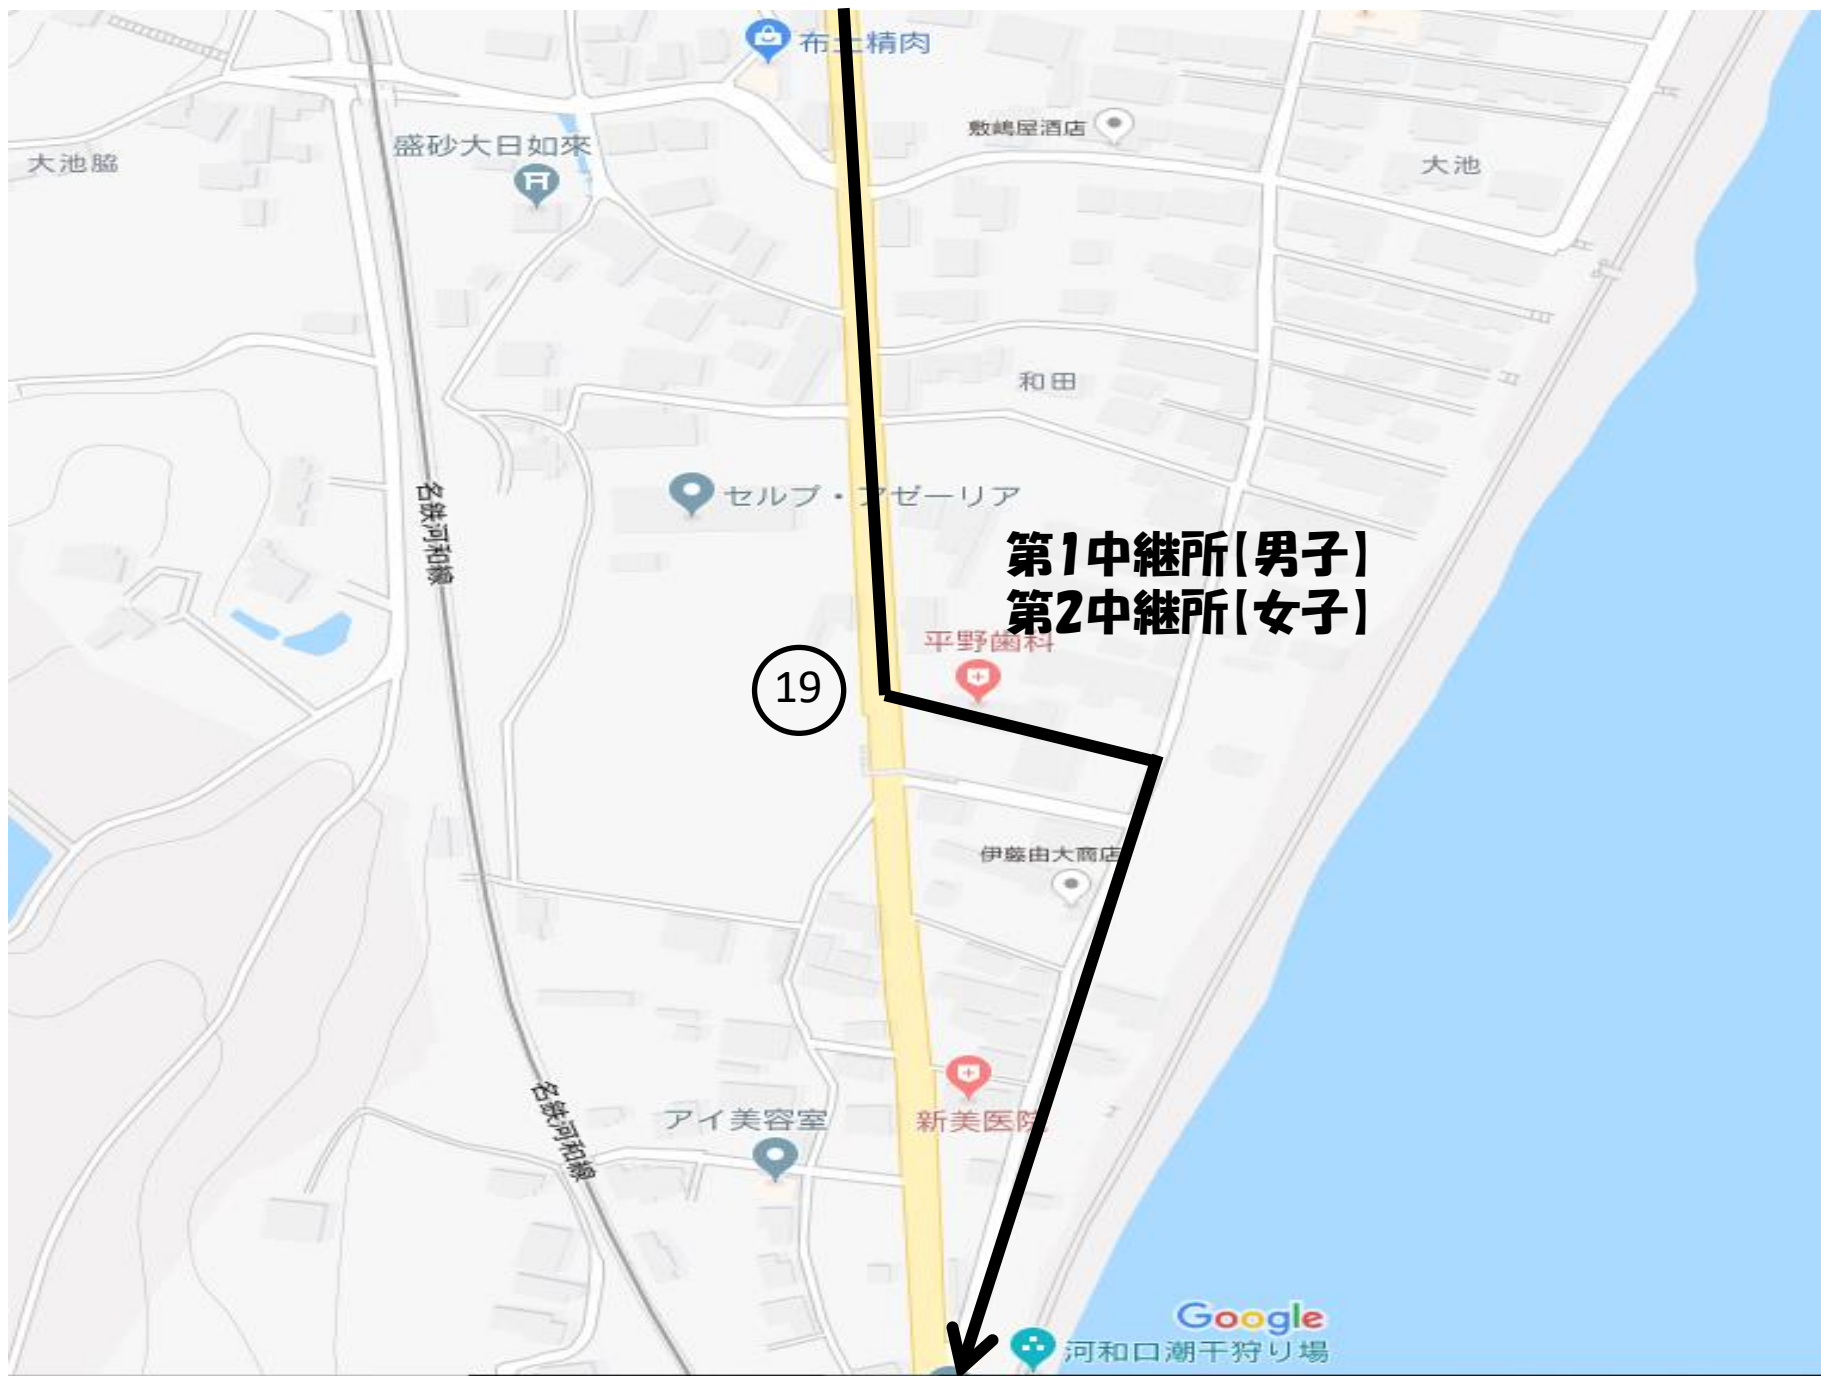 布土精肉
敷嶋屋酒店
盛砂大日如來
大池脇
大池
和田
セルプ・アゼーリア
名鉄河和線
第1中継所【男子】
第2中継所【女子】
平野歯科
19
伊藤由大商店
新美医院
アイ美容室
名鉄河和線
Google
河和口潮干狩り場